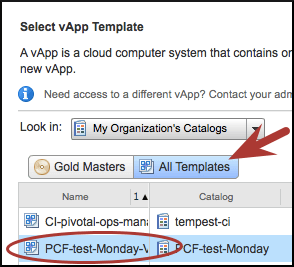 Select vApp Template
A vApp is a cloud computer system that contains or
new vApp.
Need access to a different vApp? Contact your adm
Look in: My Organization's Catalogs
Gold Masters All Templates
Name 1 Catalog
CI-pivotal-ops-mana tempest-ci
PCF-test-Monday-V PCF-test-Monday